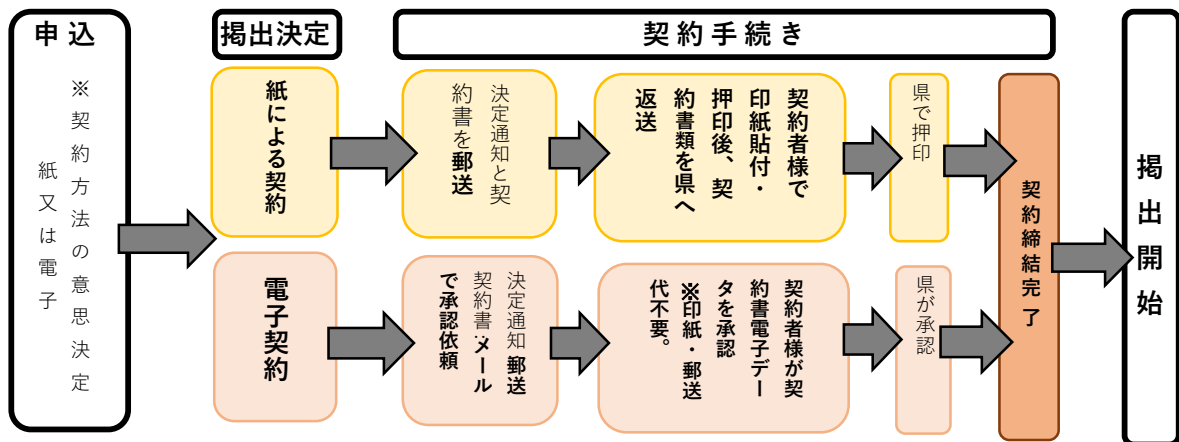 申込
※契約方法の意思決定
紙又は電子
掲出決定
契約手続き
紙による契約
決定通知と契
約書を郵送
契約者様で
印紙貼付・
押印後、契
約書類を県へ
返送
県で押印
電子契約
決定通知:郵送
契約書:メール
で承認依頼
契約者様が契
約書電子デー
タを承認
※印紙・郵送
代不要。
県が承認
契約締結完了
掲出開始